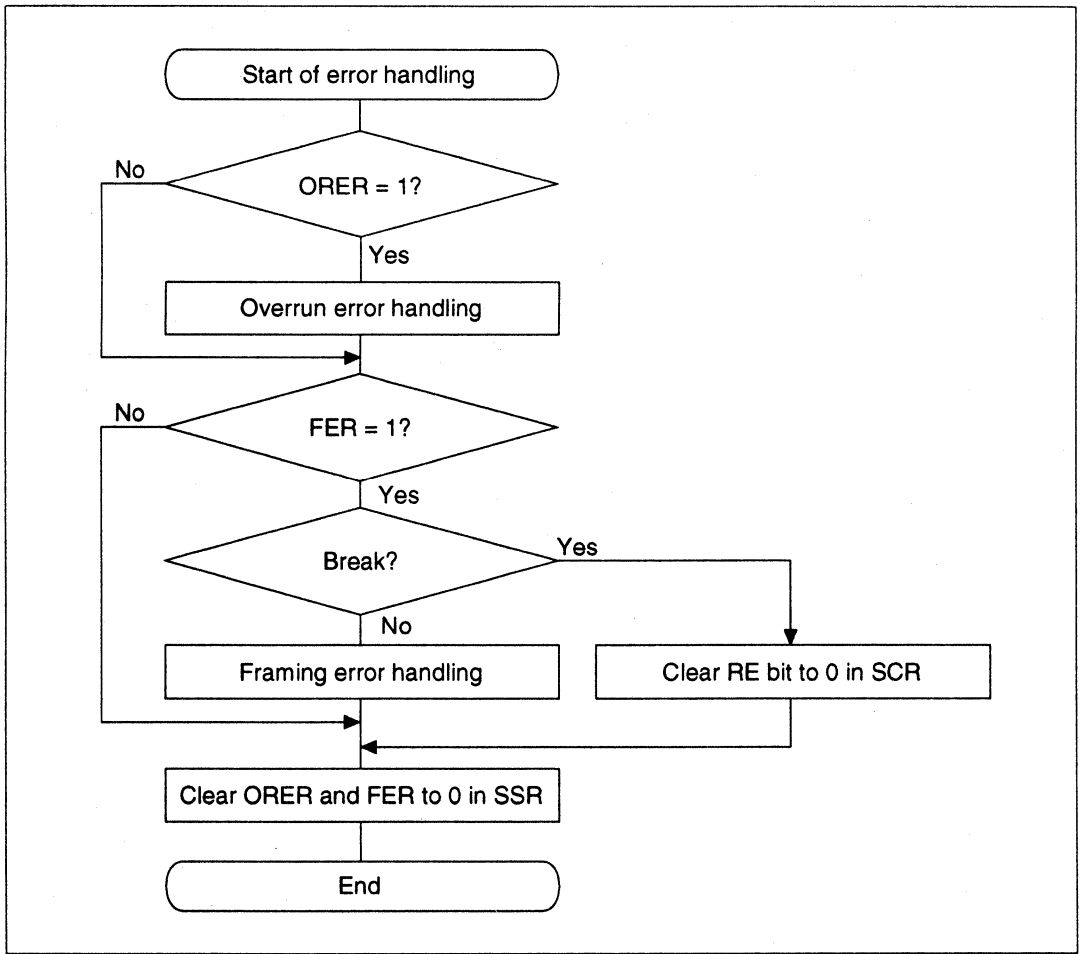 Start of error handling
No
ORER = 1?
Yes
Overrun error handling
No
FER = 1?
Yes
Break?
Yes
No
Framing error handling
Clear RE bit to 0 in SCR
Clear ORER and FER to 0 in SSR
End